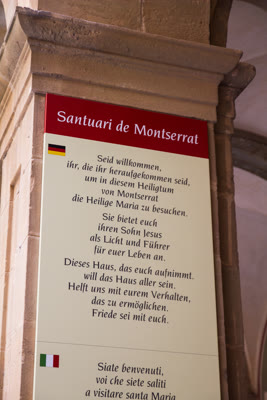 Santuari de Montserrat
Seid willkommen,
ihr, die ihr heraufgekommen seid,
um in diesem Heiligtum
von Montserrat
die Heilige Maria zu besuchen.
Sie bietet euch
ihren Sohn Jesus
als Licht und Führer
für euer Leben an.
Dieses Haus, das euch aufnimmt.
will das Haus aller sein.
Helft uns mit eurem Verhalten,
das zu ermöglichen.
Friede sei mit euch.
Siate benvenuti,
voi che siete saliti
a visitare santa Maria